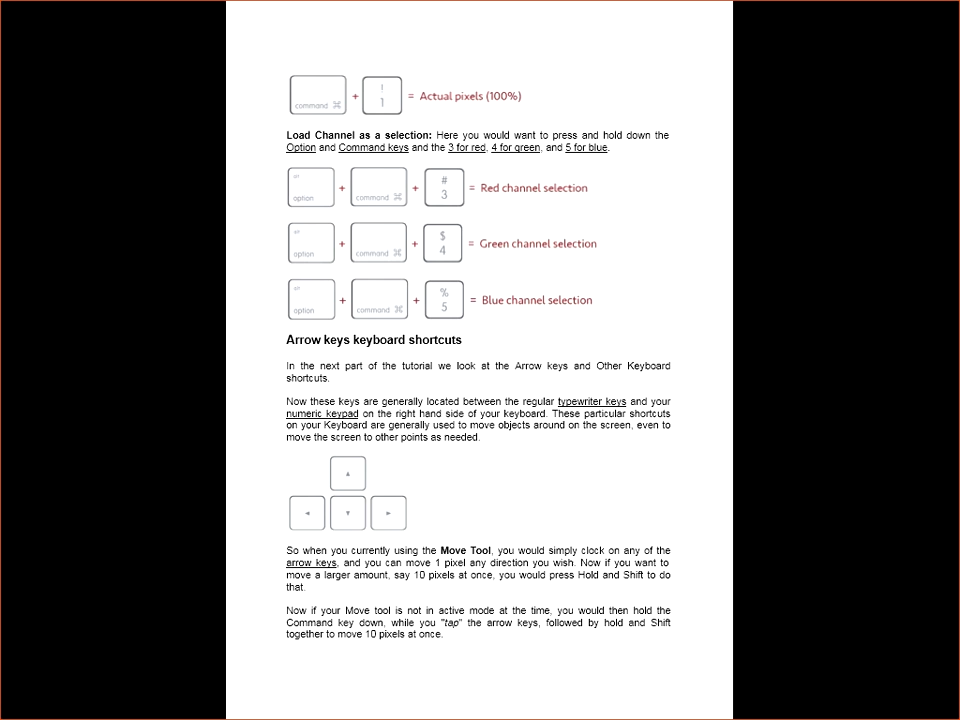 command ⌘ + ! 1 = Actual pixels (100%)
Load Channel as a selection: Here you would want to press and hold down the
Option and Command keys and the 3 for red, 4 for green, and 5 for blue.
option + command ⌘ + # 3 = Red channel selection
option + command ⌘ + $ 4 = Green channel selection
option + command ⌘ + % 5 = Blue channel selection
Arrow keys keyboard shortcuts
In the next part of the tutorial we look at the Arrow keys and Other Keyboard
shortcuts.
Now these keys are generally located between the regular typewriter keys and your
numeric keypad on the right hand side of your keyboard. These particular shortcuts
on your Keyboard are generally used to move objects around on the screen, even to
move the screen to other points as needed.
So when you currently using the Move Tool, you would simply clock on any of the
arrow keys, and you can move 1 pixel any direction you wish. Now if you want to
move a larger amount, say 10 pixels at once, you would press Hold and Shift to do
that.
Now if your Move tool is not in active mode at the time, you would then hold the
Command key down, while you "tap" the arrow keys, followed by hold and Shift
together to move 10 pixels at once.